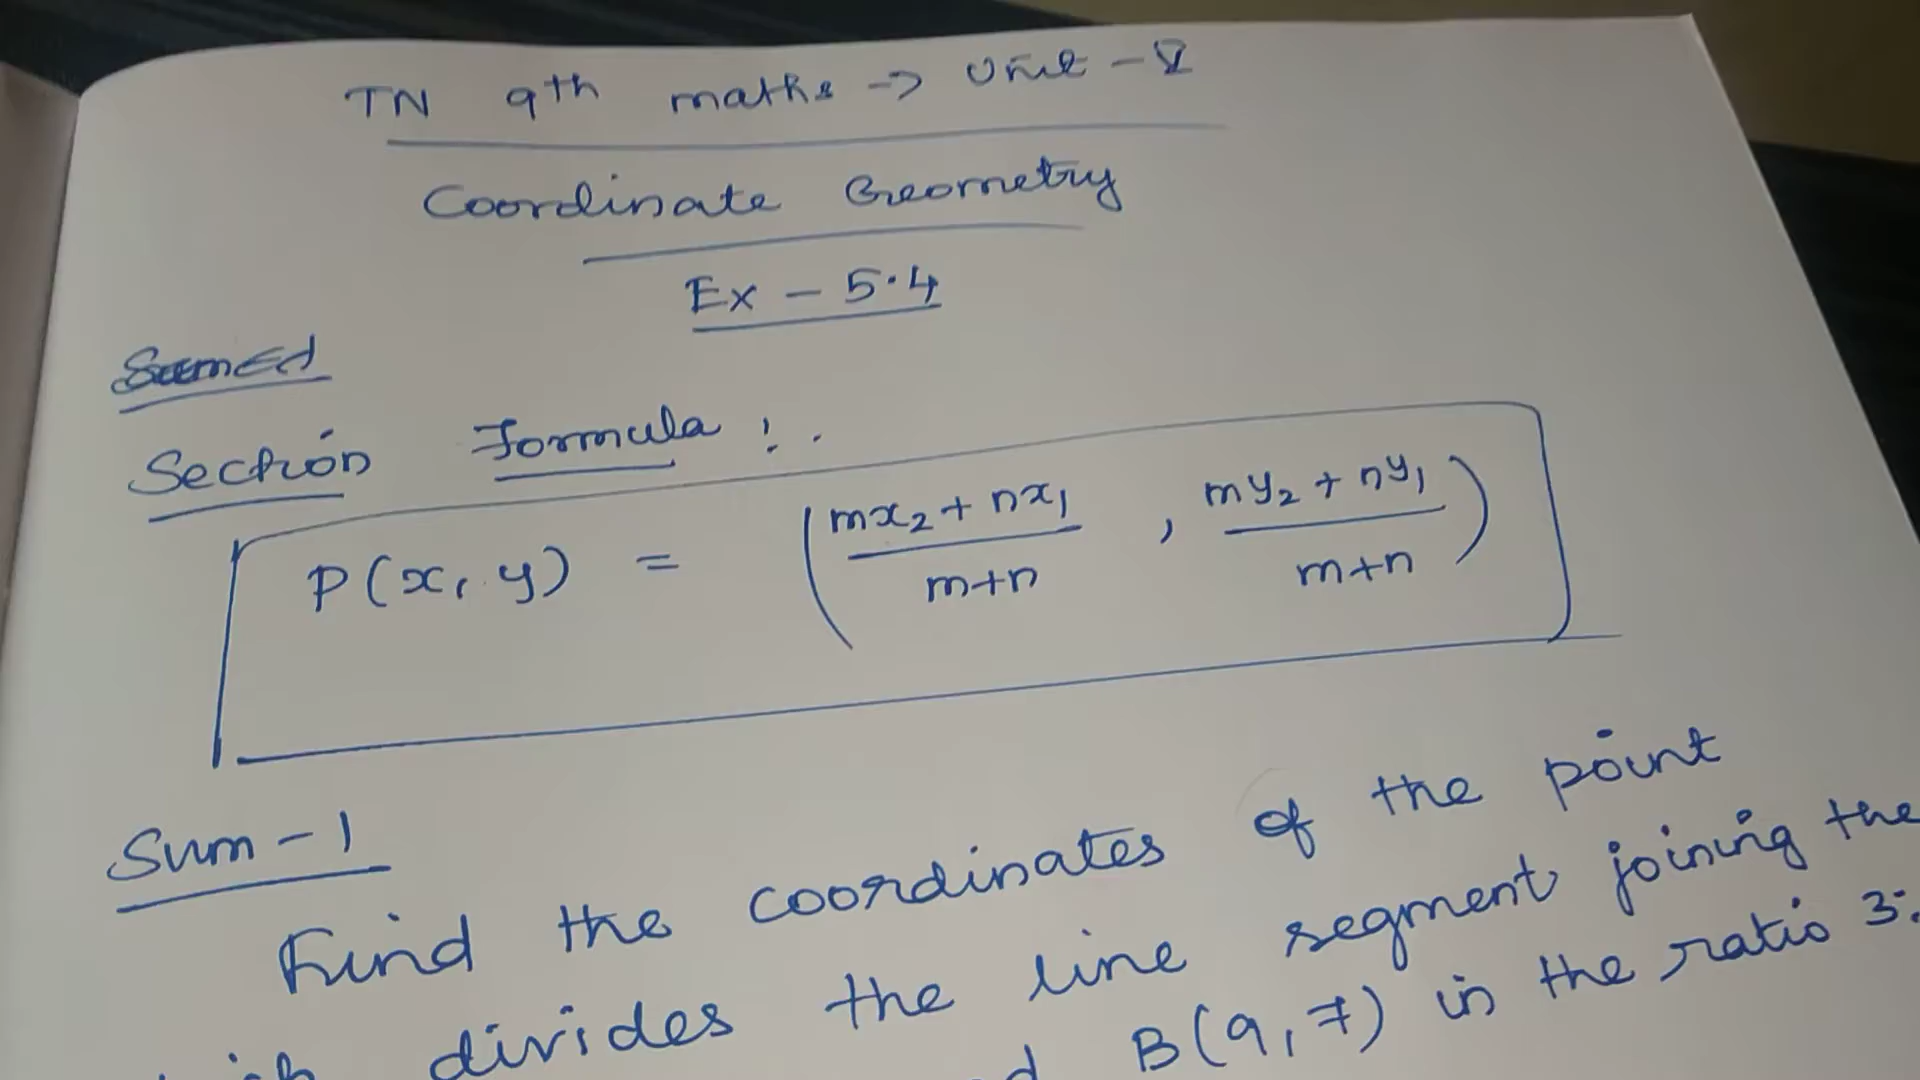 TN 9th maths -> Unit - V
Coordinate Geometry
Ex - 5.4
Section Formula :.
P(x, y) = ( mx₂ + nx₁ / m+n , my₂ + ny₁ / m+n )
Sum - 1
Find the coordinates of the point
divides the line segment joining the
B(9,7) in the ratio 3: